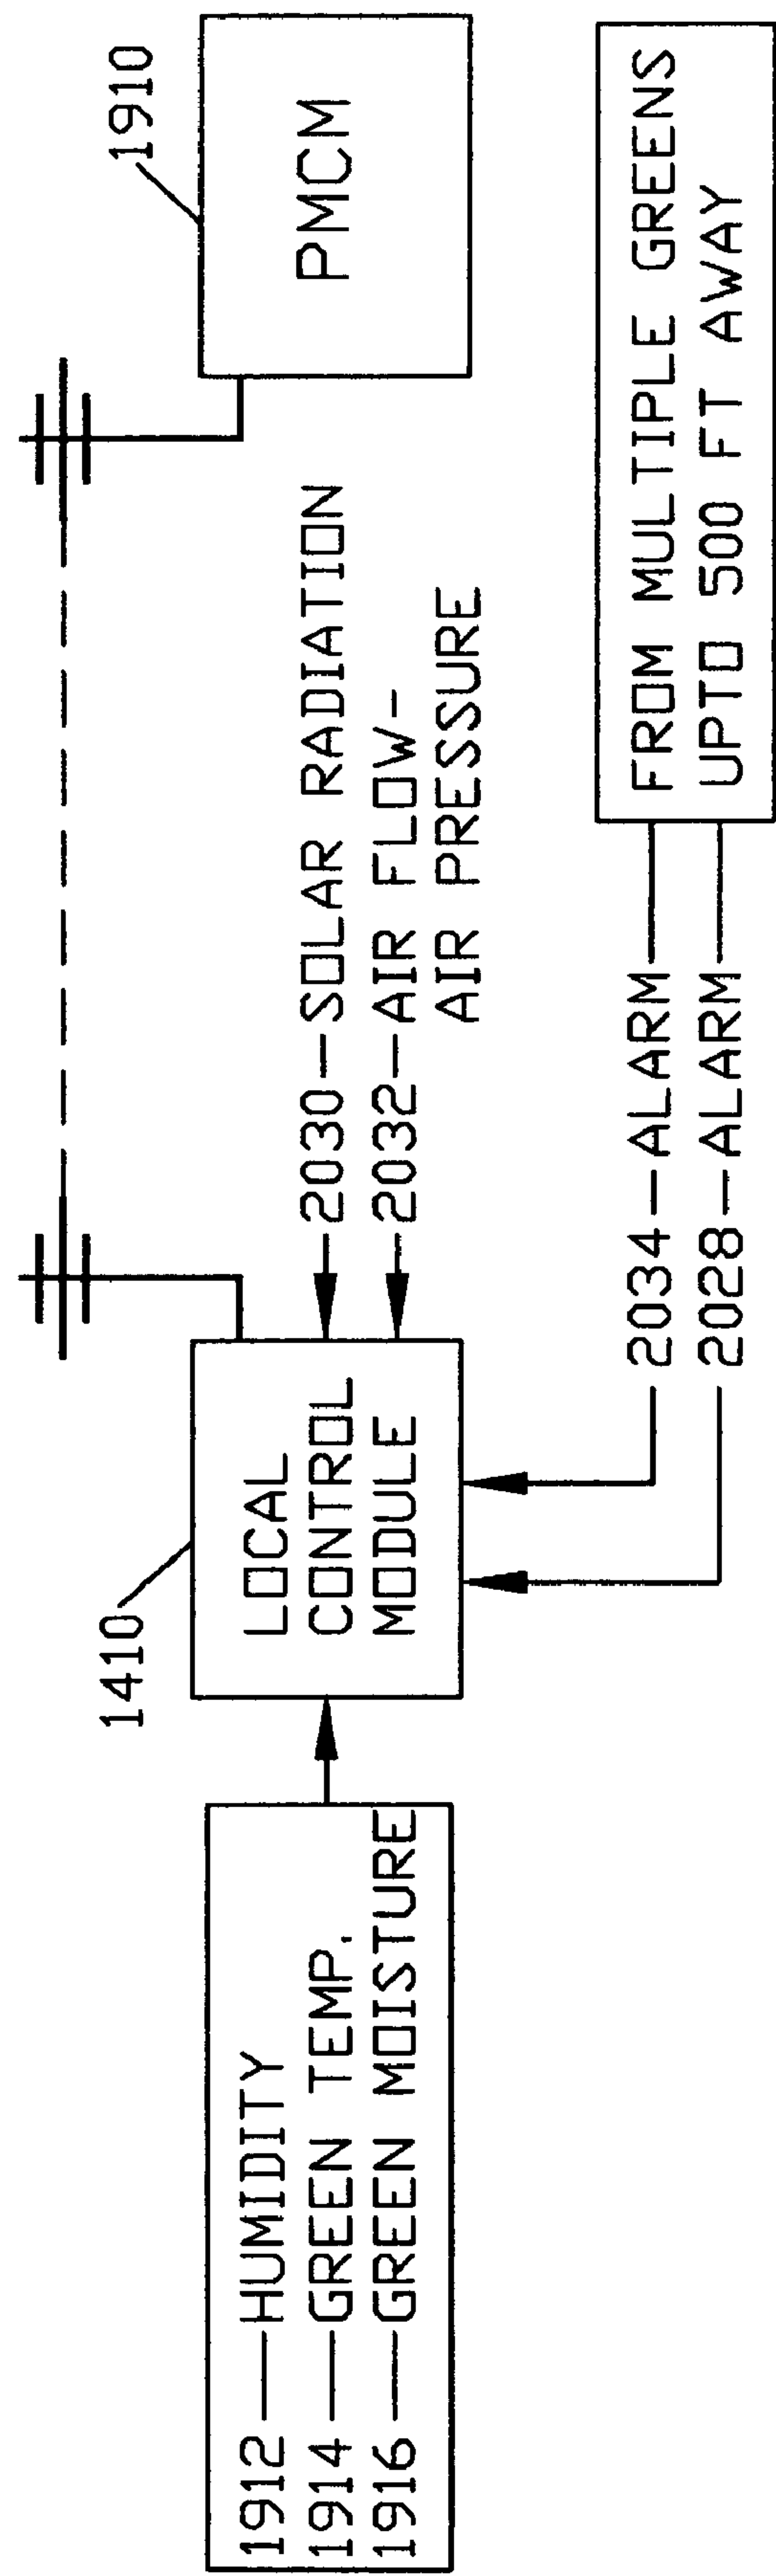 1912—HUMIDITY
1914—GREEN TEMP.
1916—GREEN MOISTURE
1410
LOCAL
CONTROL
MODULE
2030—SOLAR RADIATION
2032—AIR FLOW-
AIR PRESSURE
1910
PMCM
2034—ALARM
2028—ALARM
FROM MULTIPLE GREENS
UPTO 500 FT AWAY